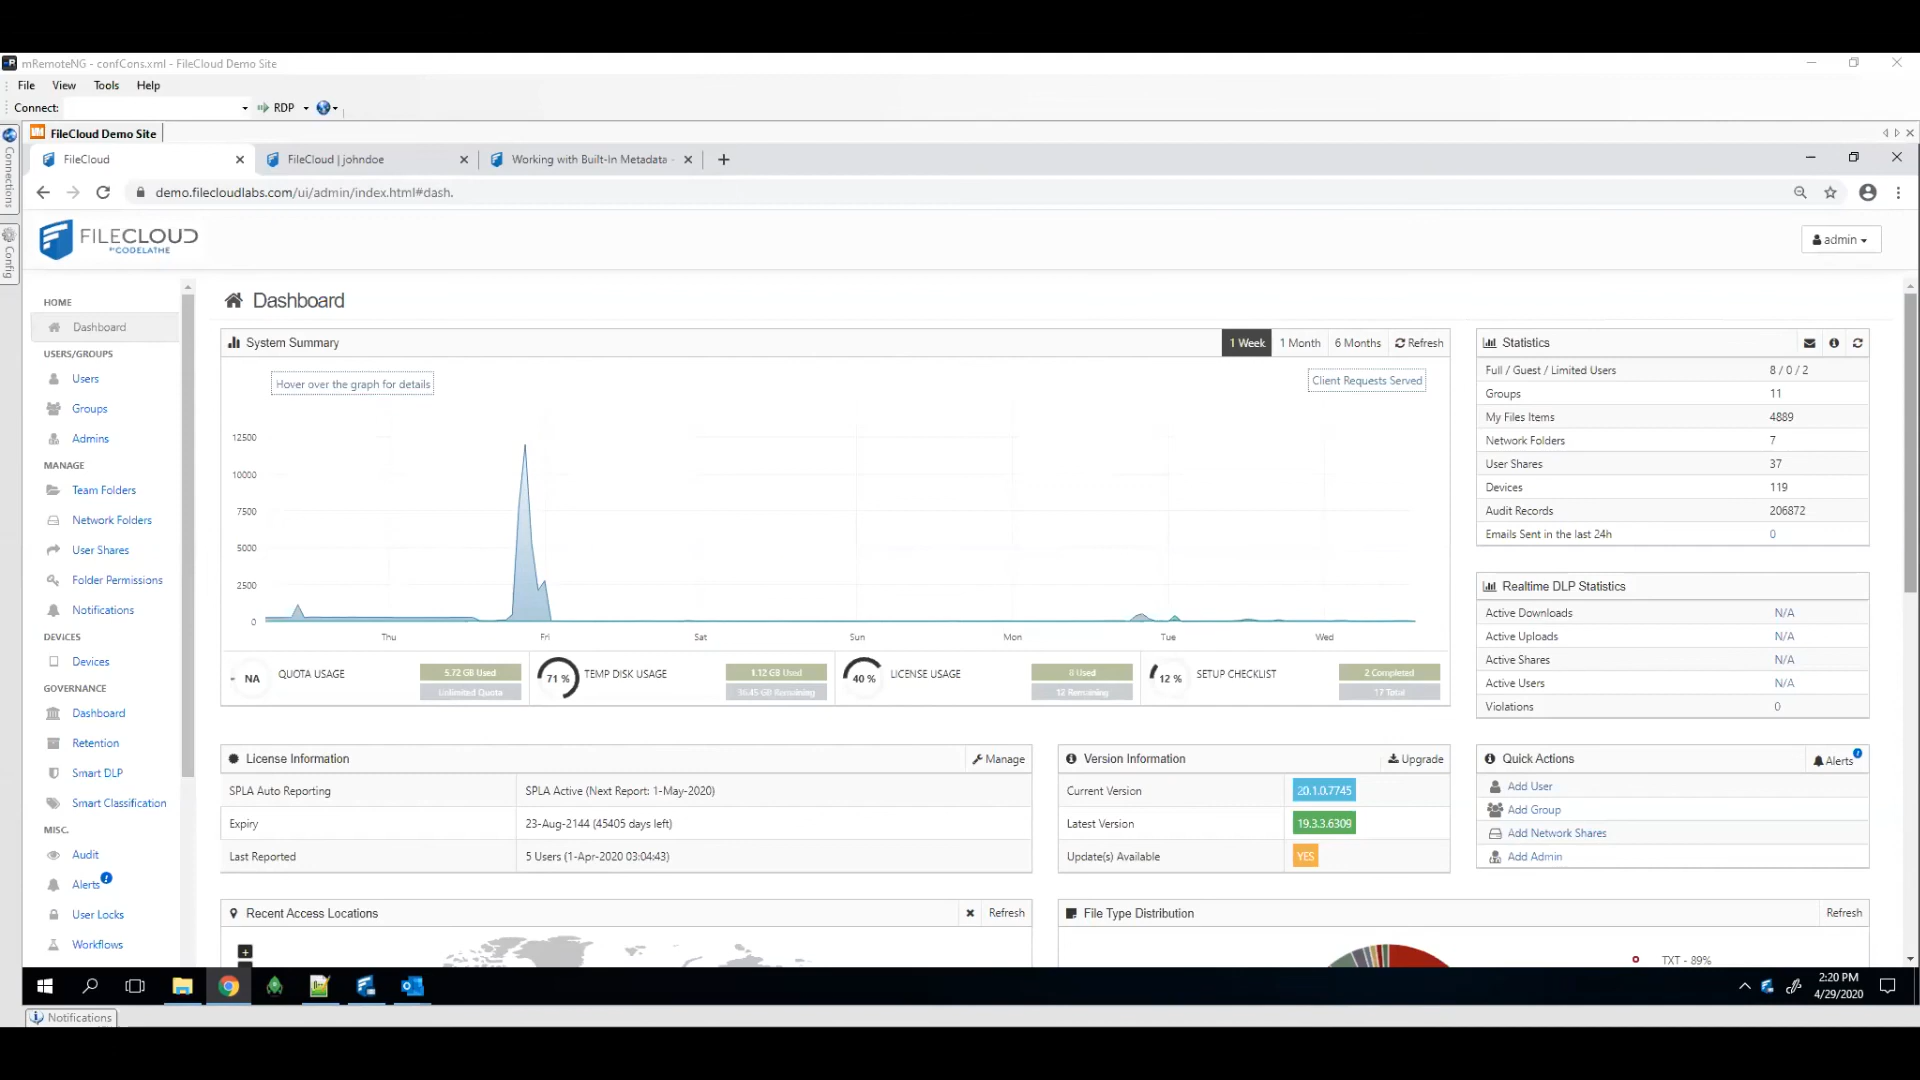 mRemoteNG - confCons.xml - FileCloud Demo Site
File View Tools Help
Connect: RDP
Connections
Config
FileCloud Demo Site
FileCloud FileCloud | johndoe Working with Built-In Metadata -
demo.filecloudlabs.com/ui/admin/index.html#dash.
FILECLOUD
BY CODELATHE
admin
HOME
Dashboard
USERS/GROUPS
Users
Groups
Admins
MANAGE
Team Folders
Network Folders
User Shares
Folder Permissions
Notifications
DEVICES
Devices
GOVERNANCE
Dashboard
Retention
Smart DLP
Smart Classification
MISC.
Audit
Alerts
User Locks
Workflows
Dashboard
System Summary 1 Week 1 Month 6 Months Refresh
Hover over the graph for details Client Requests Served
12500
10000
7500
5000
2500
0
Thu Fri Sat Sun Mon Tue Wed
NA QUOTA USAGE 5.72 GB Used
Unlimited Quota
71 % TEMP DISK USAGE 1.12 GB Used
36.45 GB Remaining
40 % LICENSE USAGE 8 Used
12 Remaining
12 % SETUP CHECKLIST 2 Completed
17 Total
Statistics
Full / Guest / Limited Users 8 / 0 / 2
Groups 11
My Files Items 4889
Network Folders 7
User Shares 37
Devices 119
Audit Records 206872
Emails Sent in the last 24h 0
Realtime DLP Statistics
Active Downloads N/A
Active Uploads N/A
Active Shares N/A
Active Users N/A
Violations 0
License Information Manage
SPLA Auto Reporting SPLA Active (Next Report: 1-May-2020)
Expiry 23-Aug-2144 (45405 days left)
Last Reported 5 Users (1-Apr-2020 03:04:43)
Version Information Upgrade
Current Version 20.1.0.7745
Latest Version 19.3.3.6309
Update(s) Available YES
Quick Actions Alerts
Add User
Add Group
Add Network Shares
Add Admin
Recent Access Locations Refresh
+
File Type Distribution Refresh
TXT - 89%
2:20 PM
4/29/2020
Notifications